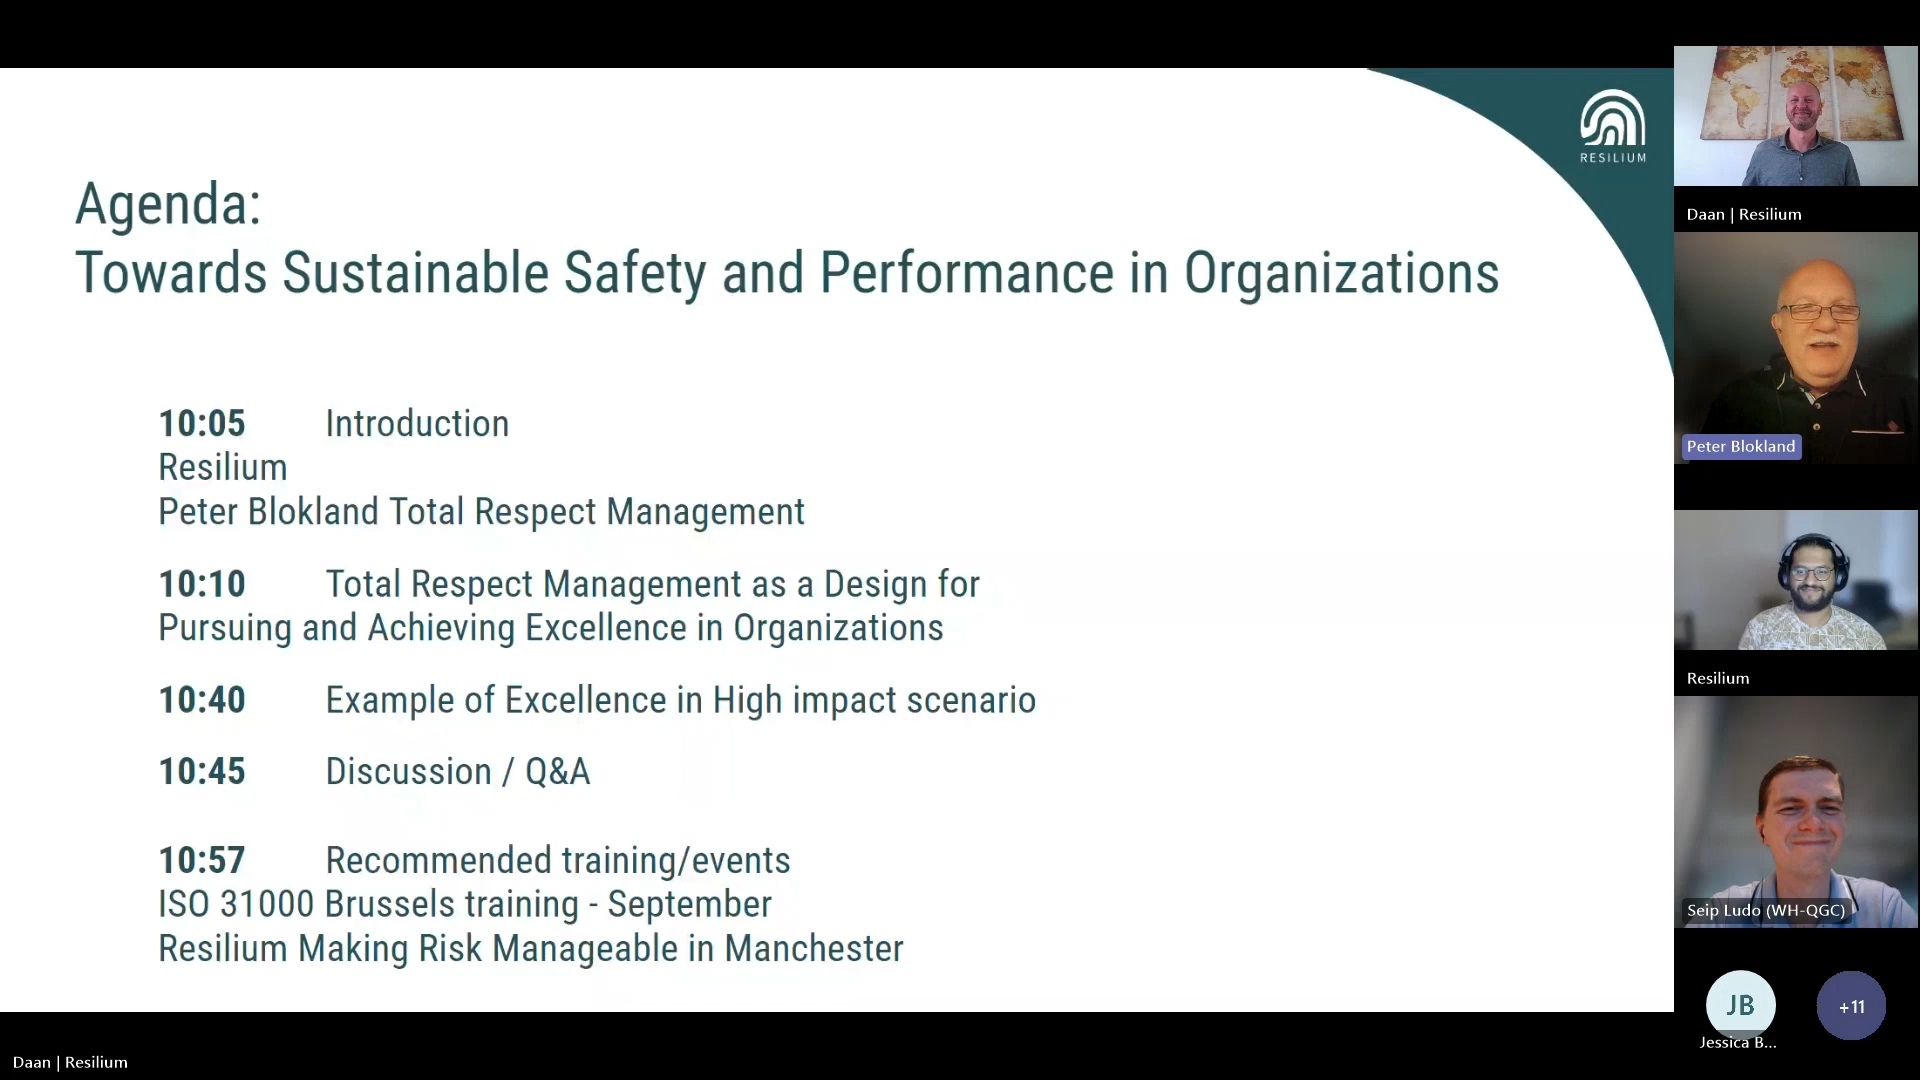 Agenda:
Towards Sustainable Safety and Performance in Organizations
RESILIUM
10:05 Introduction
Resilium
Peter Blokland Total Respect Management
10:10 Total Respect Management as a Design for
Pursuing and Achieving Excellence in Organizations
10:40 Example of Excellence in High impact scenario
10:45 Discussion / Q&A
10:57 Recommended training/events
ISO 31000 Brussels training - September
Resilium Making Risk Manageable in Manchester
Daan | Resilium
Peter Blokland
Resilium
Seip Ludo (WH-QGC)
JB
+11
Jessica B...
Daan | Resilium